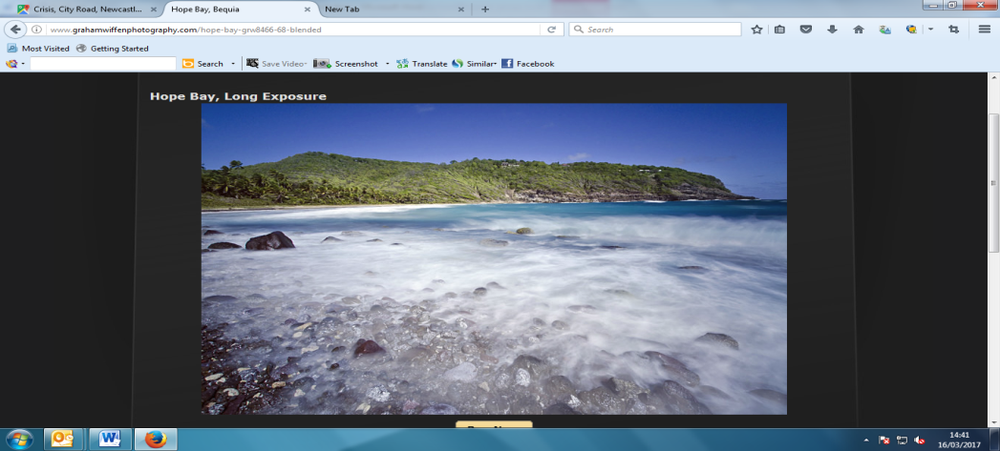 Crisis, City Road, Newcastl...
Hope Bay, Bequia
New Tab
www.grahamwiffenphotography.com/hope-bay-grw8466-68-blended
Search
Most Visited
Getting Started
Search
Save Video
Screenshot
Translate
Similar
Facebook
Hope Bay, Long Exposure
14:41
16/03/2017